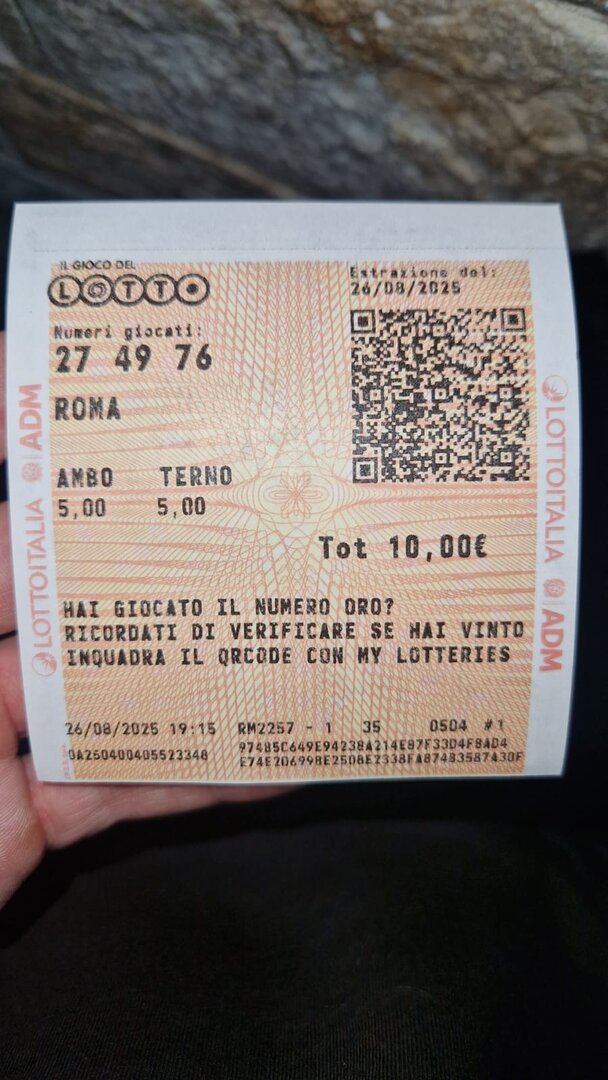 IL GIOCO DEL
LOTTO
Estrazione del:
26/08/2025
Numeri giocati:
27 49 76
ROMA
AMBO TERNO
5,00 5,00
Tot 10,00€
HAI GIOCATO IL NUMERO ORO?
RICORDATI DI VERIFICARE SE HAI VINTO
INQUADRA IL QRCODE CON MY LOTTERIES
26/08/2025 19:15 RM2257 - 1 35 0504 #1
0A250400405523348
97485C649E94238A214E87F33D4F8AD4
E74E206998E2508E2338FA87483587430F
LOTTOITALIA ADM
LOTTOITALIA ADM